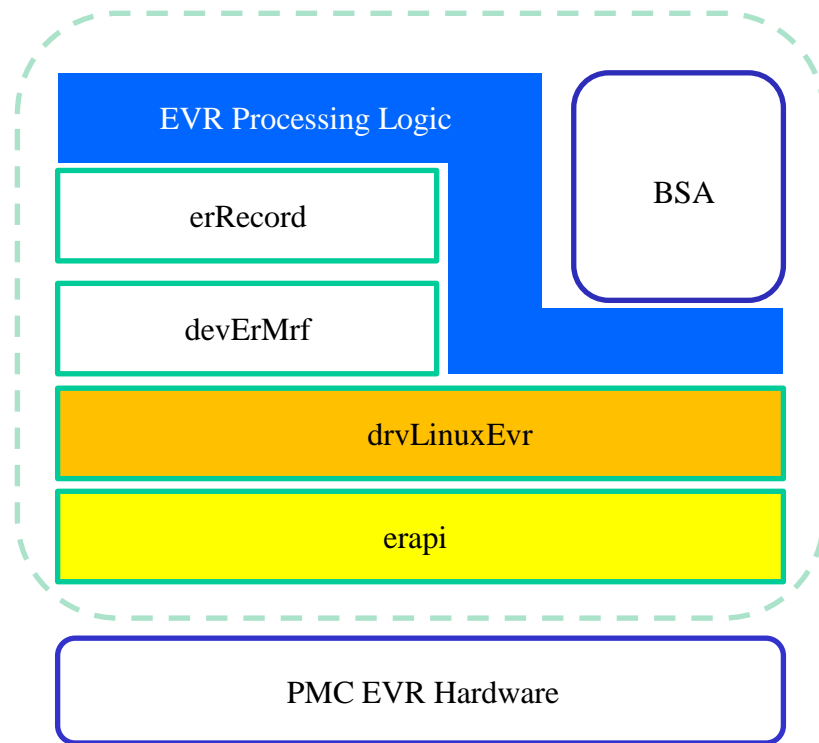 EVR Processing Logic
BSA
erRecord
devErMrf
drvLinuxEvr
erapi
PMC EVR Hardware